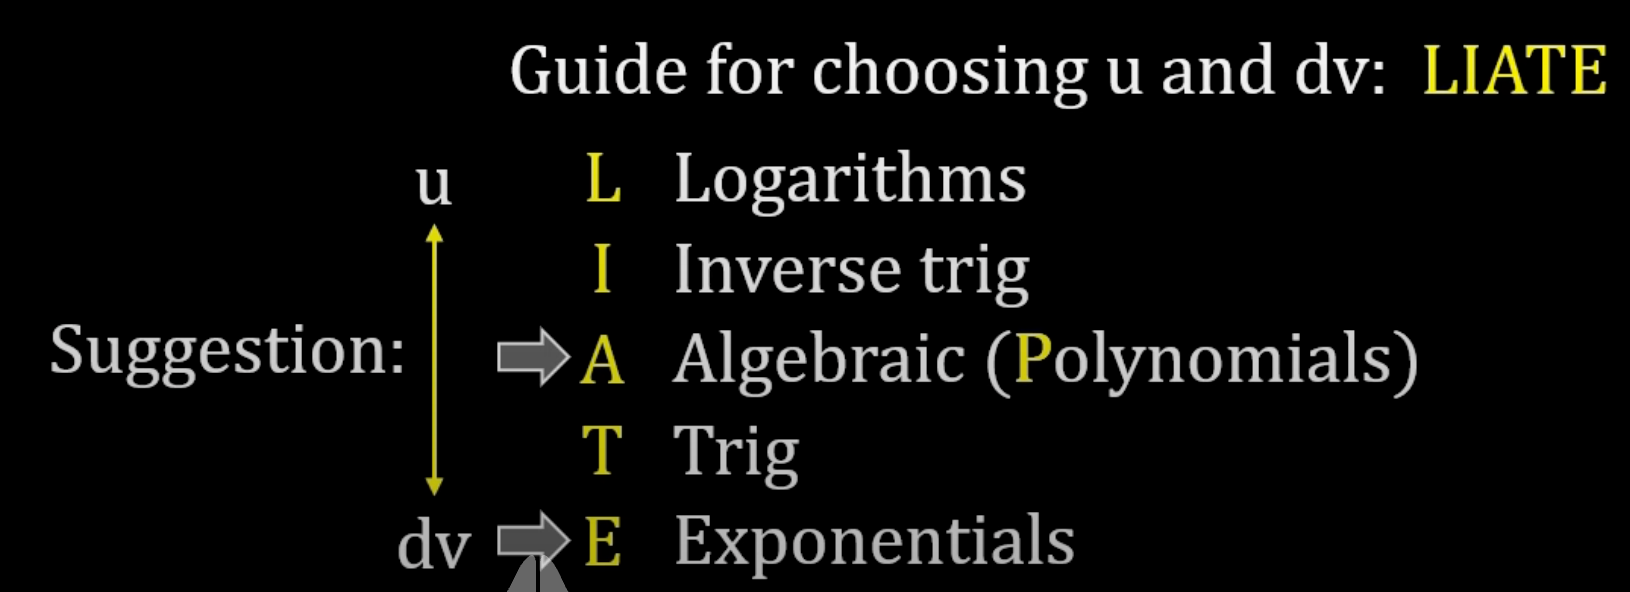 Guide for choosing u and dv: LIATE
u
L Logarithms
I Inverse trig
Suggestion:
A Algebraic (Polynomials)
T Trig
dv
E Exponentials